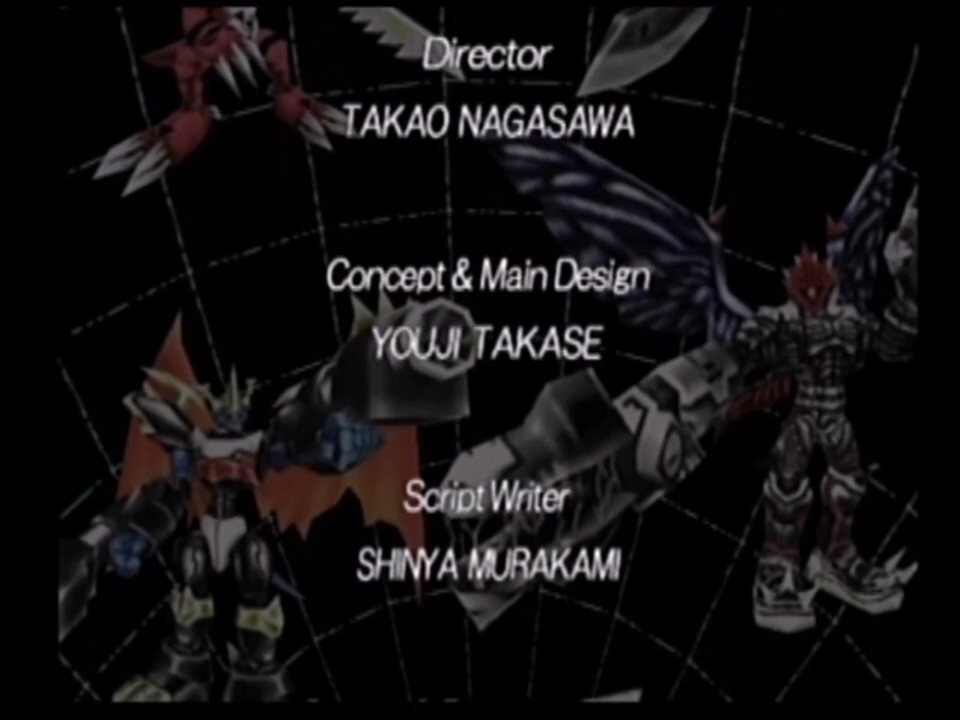 Director
TAKAO NAGASAWA
Concept & Main Design
YOUJI TAKASE
Script Writer
SHINYA MURAKAMI